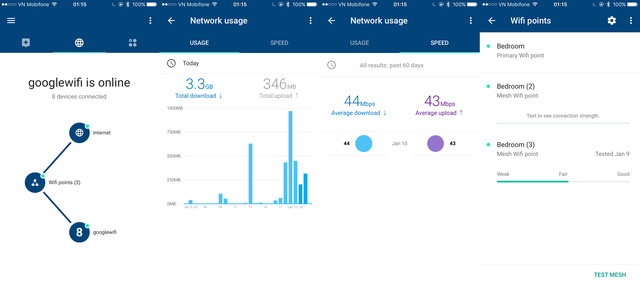 VN Mobifone 01:15 100%
googlewifi is online
8 devices connected
Internet
Wifi points (3)
8
googlewifi
VN Mobifone 01:15 100%
Network usage
USAGE SPEED
Today
3.3GB 346MB
Total download ↓ Total upload ↑
1000MB
750MB
500MB
250MB
0MB
VN Mobifone 01:15 100%
Network usage
USAGE SPEED
All results: past 60 days
44Mbps 43Mbps
Average download ↓ Average upload ↑
44 Jan 10 43
VN Mobifone 01:15 100%
Wifi points
Bedroom
Primary Wifi point
Bedroom (2)
Mesh Wifi point
Test to see connection strength.
Bedroom (3)
Mesh Wifi point Tested Jan 9
Weak Fair Good
TEST MESH